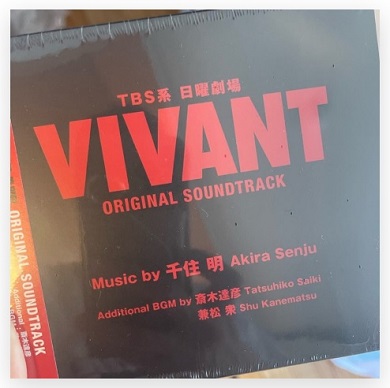 TBS系 日曜劇場
VIVANT
ORIGINAL SOUNDTRACK
Music by 千住 明 Akira Senju
Additional BGM by 斎木達彦 Tatsuhiko Saiki
兼松 衆 Shu Kanematsu
ORIGINAL SOUNDTRACK
Additional